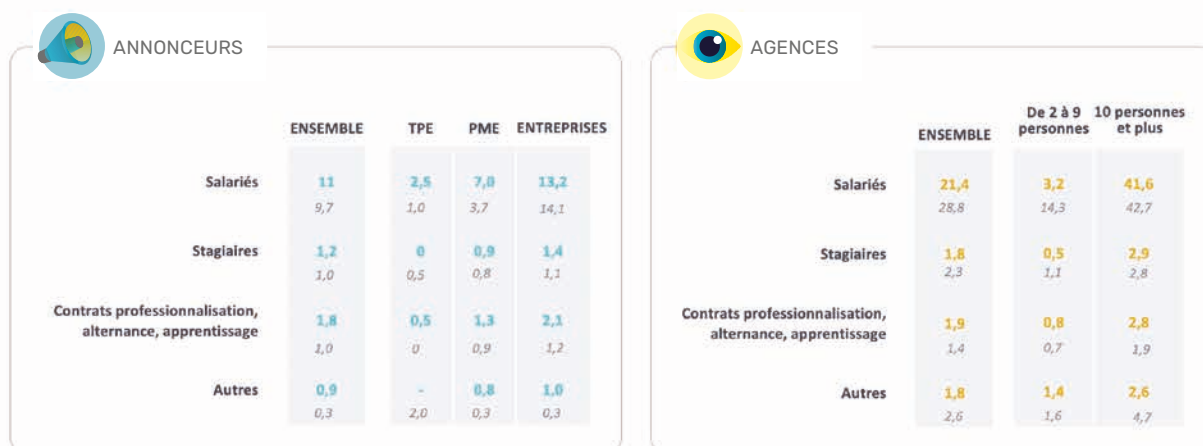 ANNONCEURS
ENSEMBLE TPE PME ENTREPRISES
Salariés 11 2,5 7,0 13,2
9,7 1,0 3,7 14,1
Stagiaires 1,2 0 0,9 1,4
1,0 0,5 0,8 1,1
Contrats professionnalisation,
alternance, apprentissage 1,8 0,5 1,3 2,1
1,0 0 0,9 1,2
Autres 0,9 - 0,8 1,0
0,3 2,0 0,3 0,3
AGENCES
De 2 à 9 10 personnes
ENSEMBLE personnes et plus
Salariés 21,4 3,2 41,6
28,8 14,3 42,7
Stagiaires 1,8 0,5 2,9
2,3 1,1 2,8
Contrats professionnalisation,
alternance, apprentissage 1,9 0,8 2,8
1,4 0,7 1,9
Autres 1,8 1,4 2,6
2,6 1,6 4,7